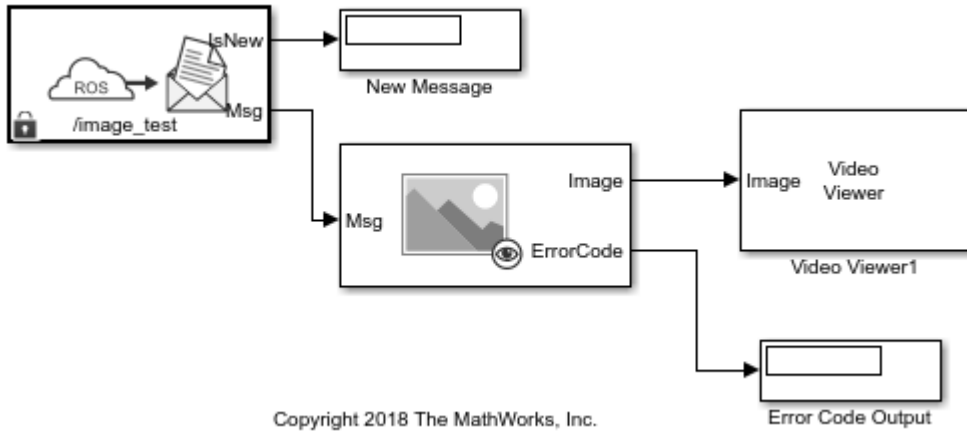 IsNew
ROS
Msg
/image_test
New Message
Image
Msg
ErrorCode
Image
Video
Viewer
Video Viewer1
Error Code Output
Copyright 2018 The MathWorks, Inc.